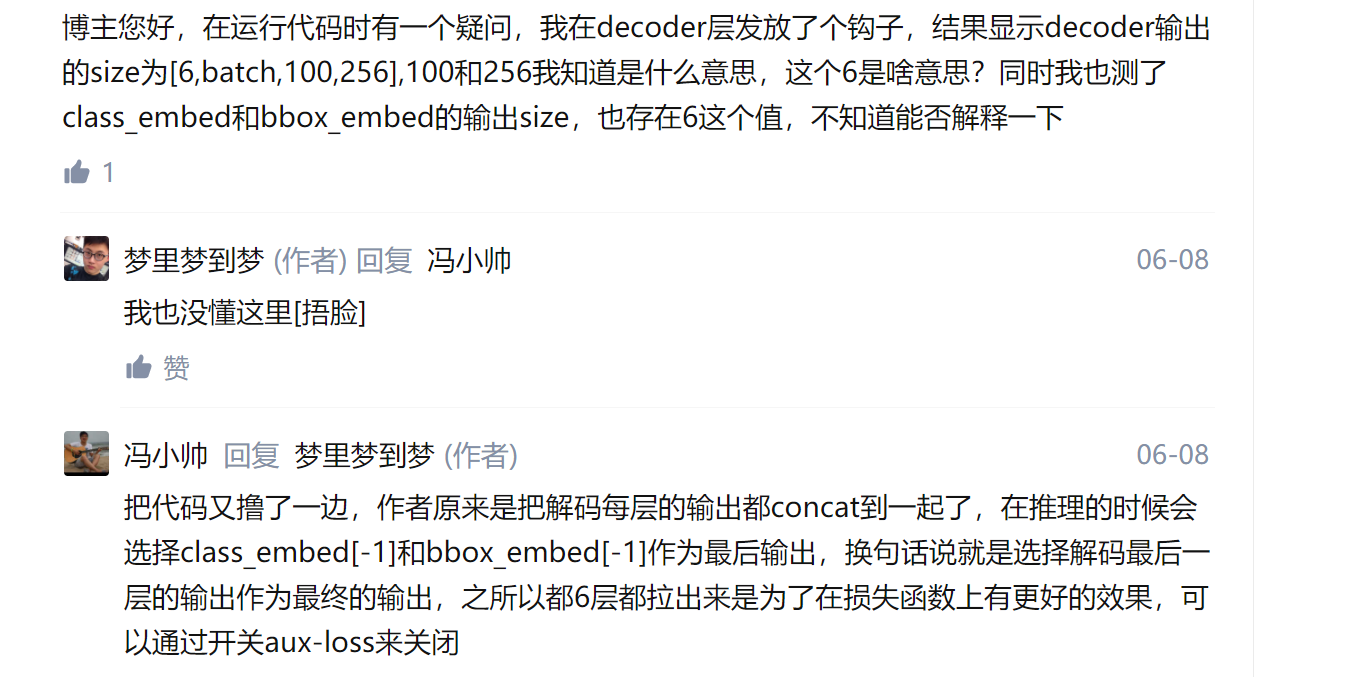 博主您好，在运行代码时有一个疑问，我在decoder层发放了个钩子，结果显示decoder输出
的size为[6,batch,100,256],100和256我知道是什么意思，这个6是啥意思？同时我也测了
class_embed和bbox_embed的输出size，也存在6这个值，不知道能否解释一下
1
梦里梦到梦 (作者) 回复 冯小帅 06-08
我也没懂这里[捂脸]
赞
冯小帅 回复 梦里梦到梦 (作者) 06-08
把代码又撸了一边，作者原来是把解码每层的输出都concat到一起了，在推理的时候会
选择class_embed[-1]和bbox_embed[-1]作为最后输出，换句话说就是选择解码最后一
层的输出作为最终的输出，之所以都6层都拉出来是为了在损失函数上有更好的效果，可
以通过开关aux-loss来关闭